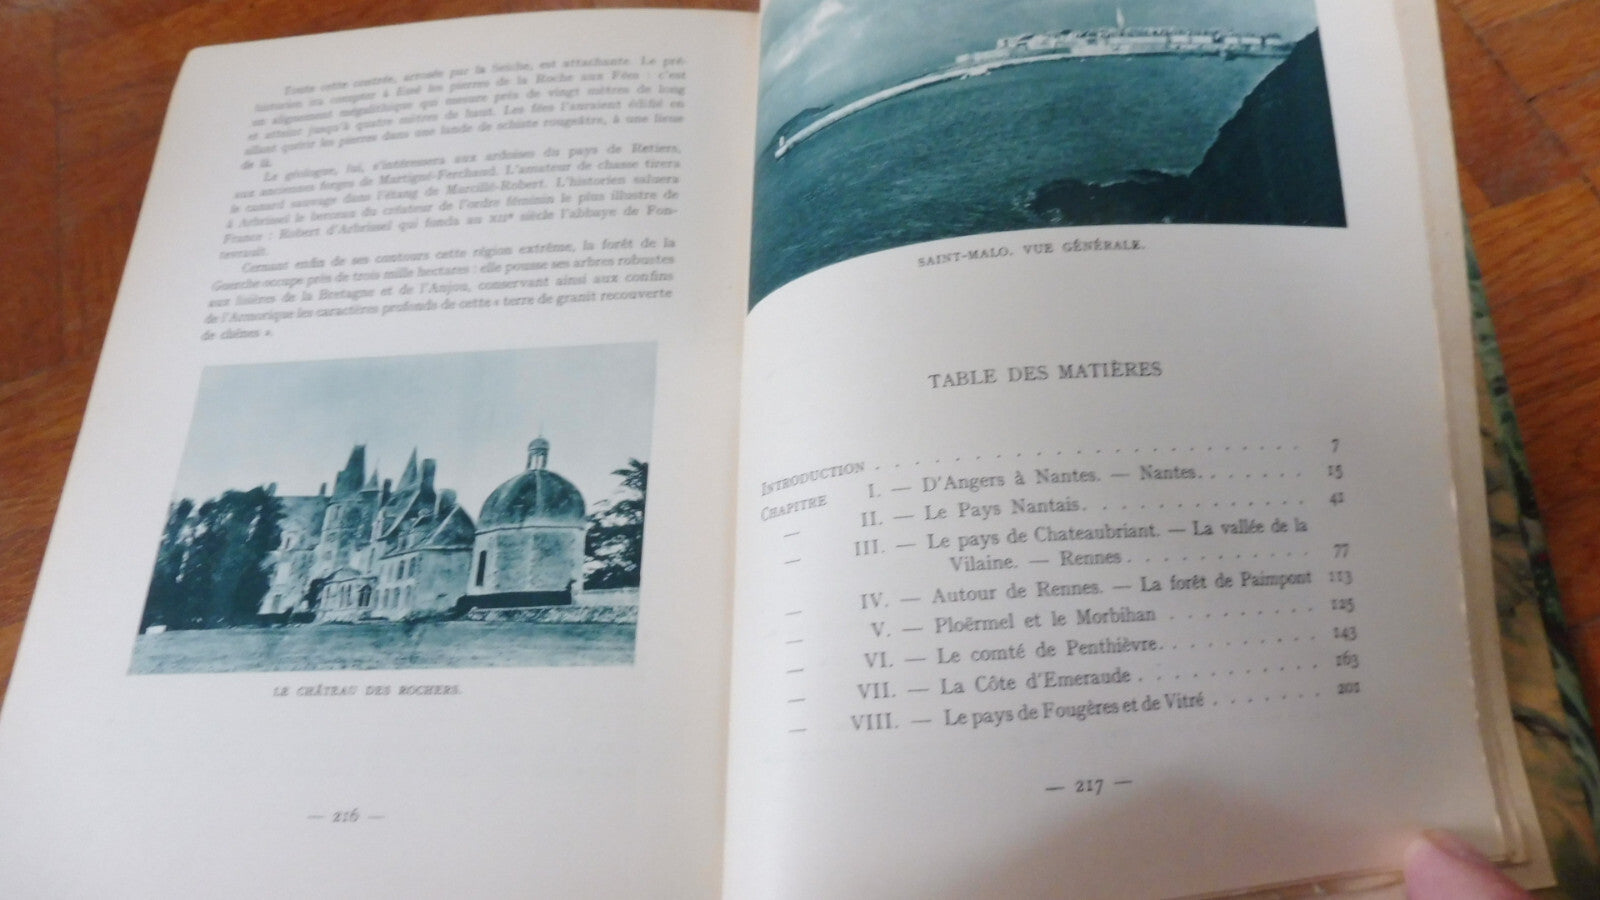 Toute cette contrée, arrosée par la Seiche, est attachante. Le pré-
historien ira compter à Essé les pierres de la Roche aux Fées : c'est
un alignement mégalithique qui mesure près de vingt mètres de long
et atteint jusqu'à quatre mètres de haut. Les fées l'auraient édifié en
allant quérir les pierres dans une lande de schiste rougeâtre, à une lieue
de là.
Le géologue, lui, s'intéressera aux ardoises du pays de Retiers,
aux anciennes forges de Martigné-Ferchaud. L'amateur de chasse tirera
le canard sauvage dans l'étang de Marcillé-Robert. L'historien saluera
à Arbrissel le berceau du créateur de l'ordre féminin le plus illustre de
France : Robert d'Arbrissel qui fonda au XIIe siècle l'abbaye de Fon-
tevrault.
Cernant enfin de ses contours cette région extrême, la forêt de la
Guerche occupe près de trois mille hectares : elle pousse ses arbres robustes
aux lisières de la Bretagne et de l'Anjou, conservant ainsi aux confins
de l'Armorique les caractères profonds de cette « terre de granit recouverte
de chênes ».
LE CHÂTEAU DES ROCHERS.
— 216 —
SAINT-MALO. VUE GÉNÉRALE.
TABLE DES MATIÈRES
INTRODUCTION . . . . . . . . . . . . . . . . . . . . . . 7
CHAPITRE I. — D'Angers à Nantes. — Nantes. . . . . . . . 15
— II. — Le Pays Nantais. . . . . . . . . . . . . . . 41
— III. — Le pays de Chateaubriant. — La vallée de la
Vilaine. — Rennes . . . . . . . . . . . 77
— IV. — Autour de Rennes. — La forêt de Paimpont 113
— V. — Ploërmel et le Morbihan . . . . . . . . . 125
— VI. — Le comté de Penthièvre. . . . . . . . . . 143
— VII. — La Côte d'Emeraude . . . . . . . . . . . 163
— VIII. — Le pays de Fougères et de Vitré . . . . . . . 201
— 217 —